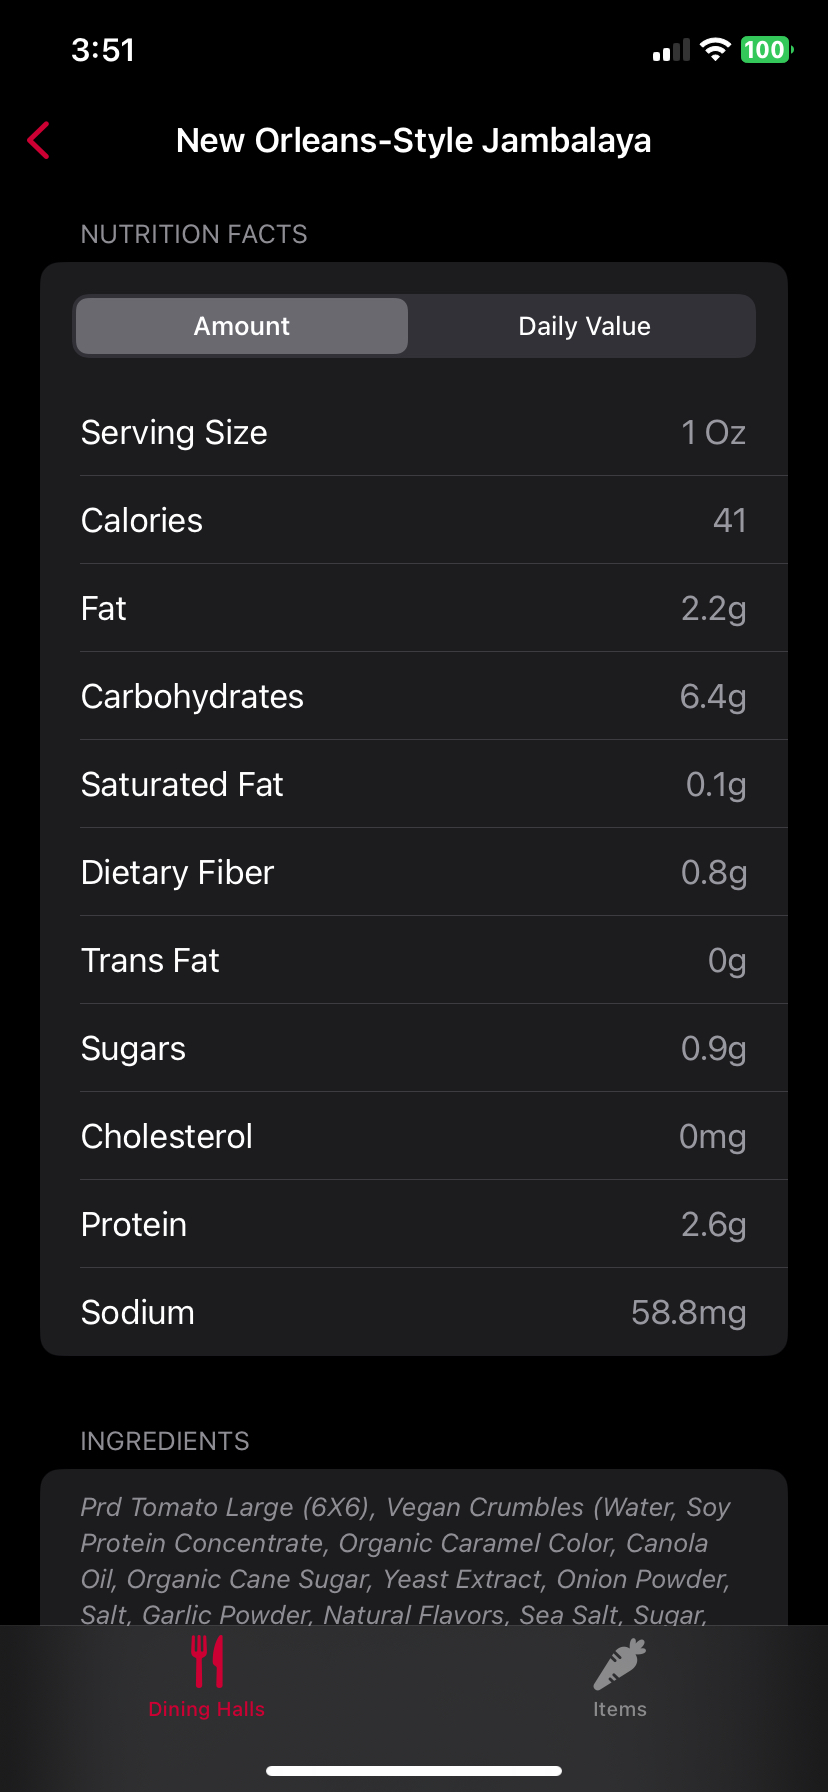 3:51
100
New Orleans-Style Jambalaya
NUTRITION FACTS
Amount Daily Value
Serving Size 1 Oz
Calories 41
Fat 2.2g
Carbohydrates 6.4g
Saturated Fat 0.1g
Dietary Fiber 0.8g
Trans Fat 0g
Sugars 0.9g
Cholesterol 0mg
Protein 2.6g
Sodium 58.8mg
INGREDIENTS
Prd Tomato Large (6X6), Vegan Crumbles (Water, Soy
Protein Concentrate, Organic Caramel Color, Canola
Oil, Organic Cane Sugar, Yeast Extract, Onion Powder,
Salt, Garlic Powder, Natural Flavors, Sea Salt, Sugar,
Dining Halls Items